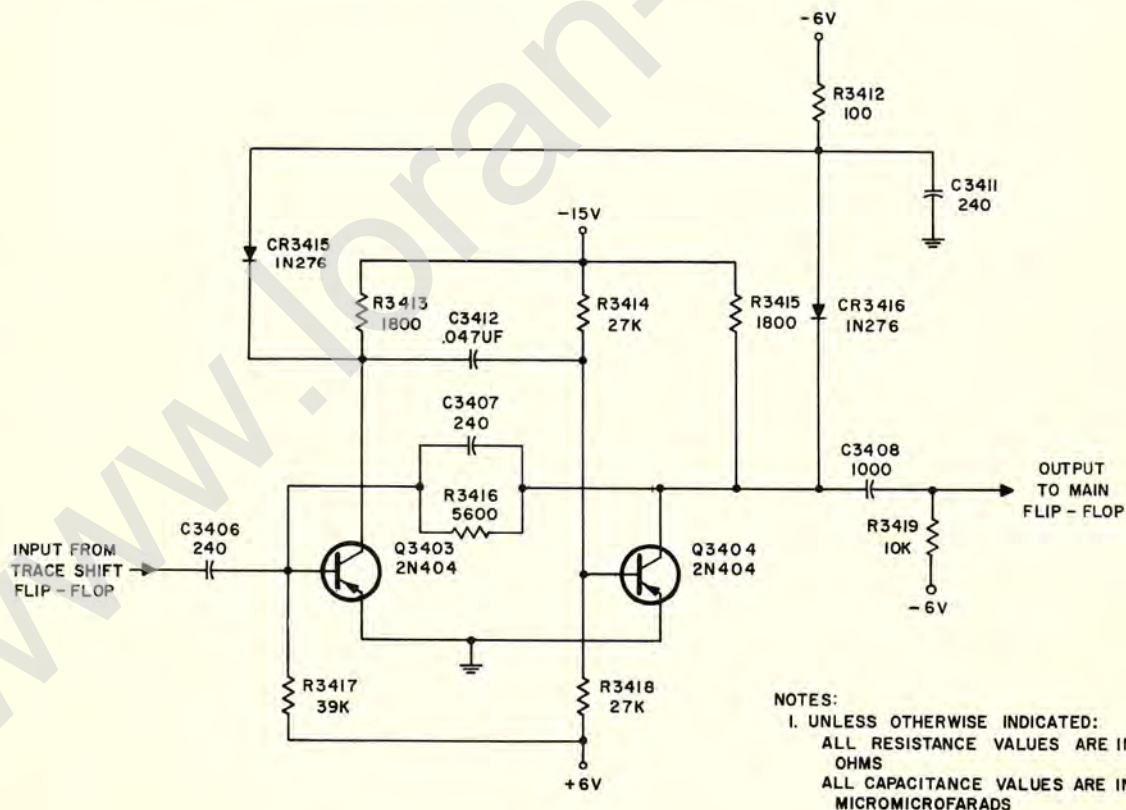 -6V
R3412
100
C3411
240
-15V
CR3415
1N276
R3413
1800
C3412
.047UF
R3414
27K
R3415
1800
CR3416
1N276
C3407
240
C3408
1000
R3416
5600
OUTPUT
TO MAIN
FLIP-FLOP
R3419
10K
-6V
C3406
240
INPUT FROM
TRACE SHIFT
FLIP-FLOP
Q3403
2N404
Q3404
2N404
R3417
39K
R3418
27K
+6V
NOTES:
1. UNLESS OTHERWISE INDICATED:
ALL RESISTANCE VALUES ARE IN
OHMS
ALL CAPACITANCE VALUES ARE IN
MICROMICROFARADS
www.loran-